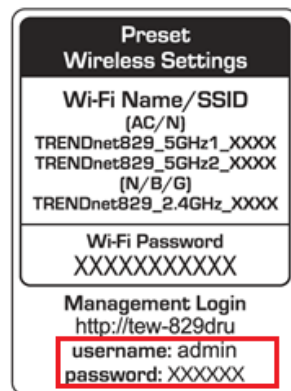 Preset
Wireless Settings
Wi-Fi Name/SSID
(AC/N)
TRENDnet829_5GHz1_XXXX
TRENDnet829_5GHz2_XXXX
(N/B/G)
TRENDnet829_2.4GHz_XXXX
Wi-Fi Password
XXXXXXXXXXX
Management Login
http://tew-829dru
username: admin
password: XXXXXX